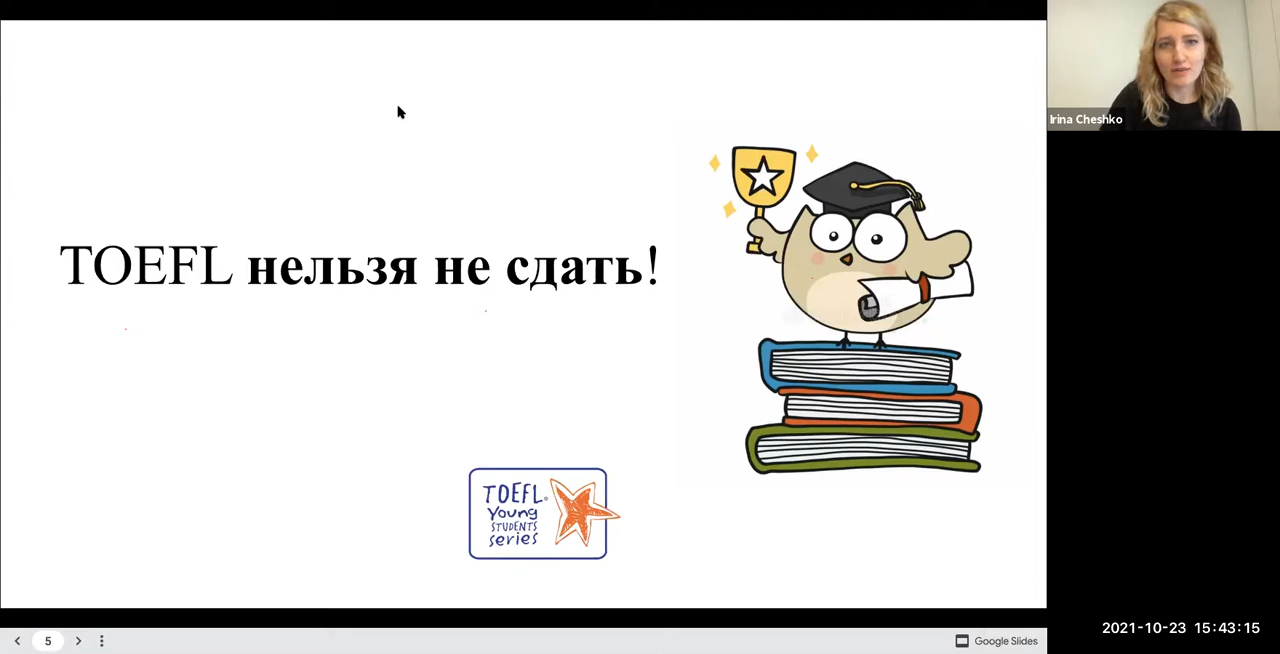 Irina Cheshko
TOEFL нельзя не сдать!
TOEFL®
Young
STUDENTS
series
2021-10-23 15:43:15
5
Google Slides